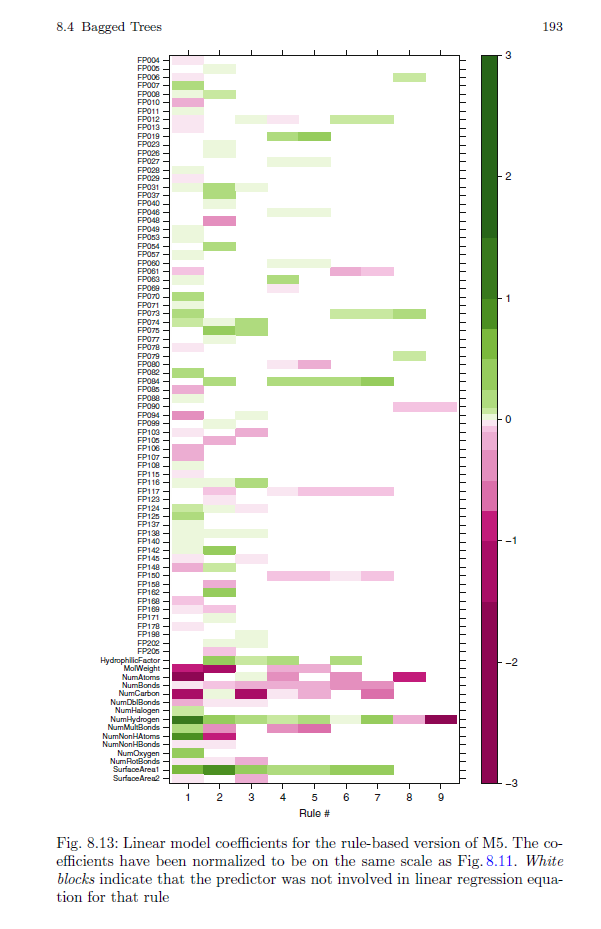 8.4 Bagged Trees 193
FP004
FP005
FP006
FP007
FP008
FP010
FP011
FP012
FP013
FP019
FP023
FP026
FP027
FP028
FP029
FP031
FP037
FP040
FP046
FP048
FP049
FP053
FP054
FP057
FP060
FP061
FP063
FP069
FP070
FP071
FP073
FP074
FP075
FP077
FP078
FP079
FP080
FP082
FP084
FP085
FP088
FP090
FP094
FP099
FP103
FP105
FP106
FP107
FP108
FP115
FP116
FP117
FP123
FP124
FP125
FP137
FP138
FP140
FP142
FP145
FP148
FP150
FP158
FP162
FP168
FP169
FP171
FP178
FP198
FP202
FP205
HydrophilicFactor
MolWeight
NumAtoms
NumBonds
NumCarbon
NumDblBonds
NumHalogen
NumHydrogen
NumMultBonds
NumNonHAtoms
NumNonHBonds
NumOxygen
NumRotBonds
SurfaceArea1
SurfaceArea2
1 2 3 4 5 6 7 8 9
Rule #
3
2
1
0
−1
−2
−3
Fig. 8.13: Linear model coefficients for the rule-based version of M5. The co-
efficients have been normalized to be on the same scale as Fig. 8.11. White
blocks indicate that the predictor was not involved in linear regression equa-
tion for that rule